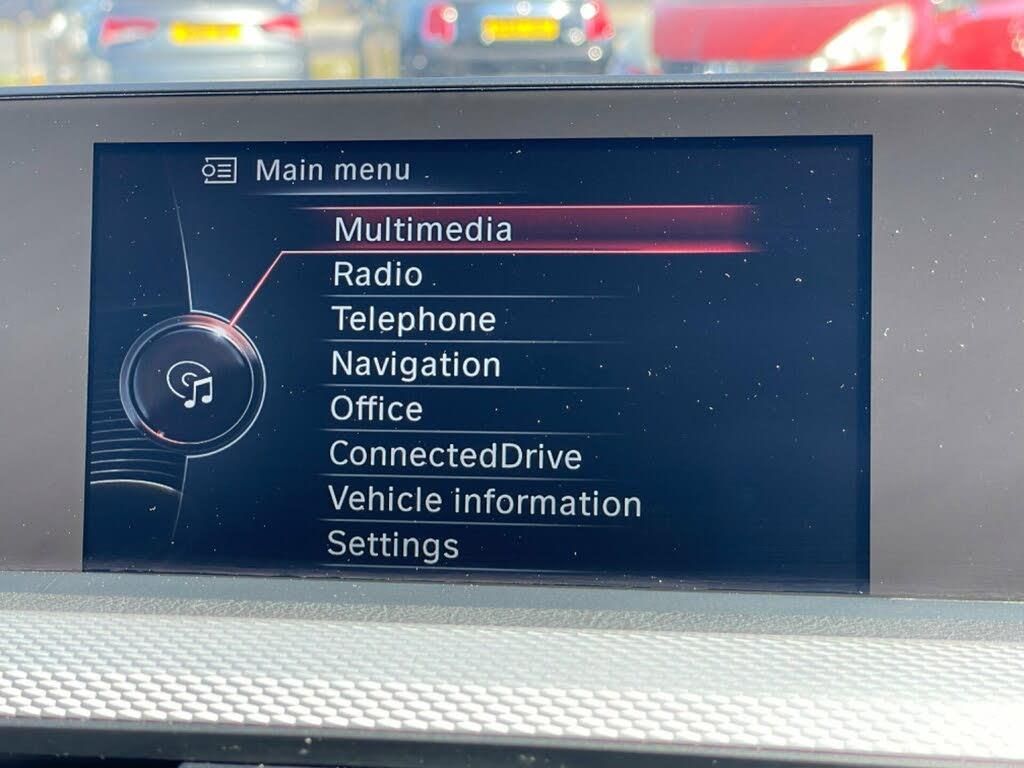 Main menu
Multimedia
Radio
Telephone
Navigation
Office
ConnectedDrive
Vehicle information
Settings